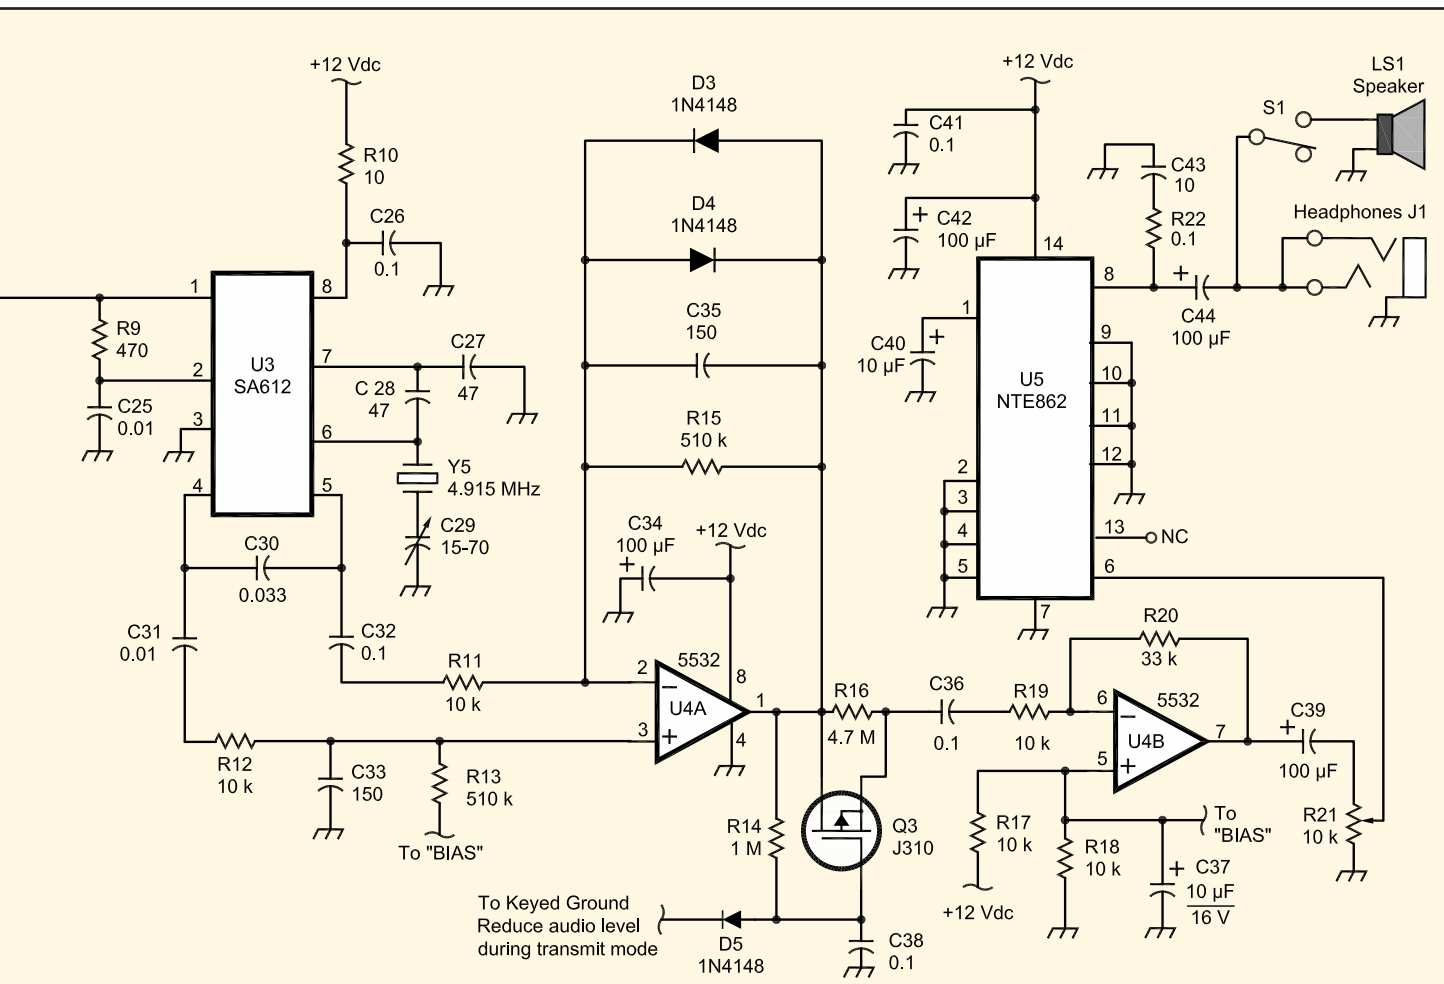 +12 Vdc
R10
10
C26
0.1
1
8
R9
470
U3
SA612
2
7
C27
47
C 28
47
C25
0.01
3
6
Y5
4.915 MHz
4
5
C29
15-70
C30
0.033
C31
0.01
C32
0.1
R11
10 k
R12
10 k
C33
150
R13
510 k
To "BIAS"
D3
1N4148
D4
1N4148
C35
150
R15
510 k
C34
100 µF
+
+12 Vdc
5532
2
8
−
U4A
1
3
+
4
R16
4.7 M
R14
1 M
Q3
J310
To Keyed Ground
Reduce audio level
during transmit mode
D5
1N4148
C38
0.1
C36
0.1
R19
10 k
R20
33 k
5532
6
−
U4B
7
5
+
R17
10 k
+12 Vdc
R18
10 k
To
"BIAS"
+
C37
10 µF
16 V
+
C39
100 µF
R21
10 k
+12 Vdc
C41
0.1
+
C42
100 µF
14
1
+
C40
10 µF
U5
NTE862
8
9
10
11
12
2
3
4
5
13
NC
6
7
C43
10
R22
0.1
+
C44
100 µF
S1
LS1
Speaker
Headphones J1